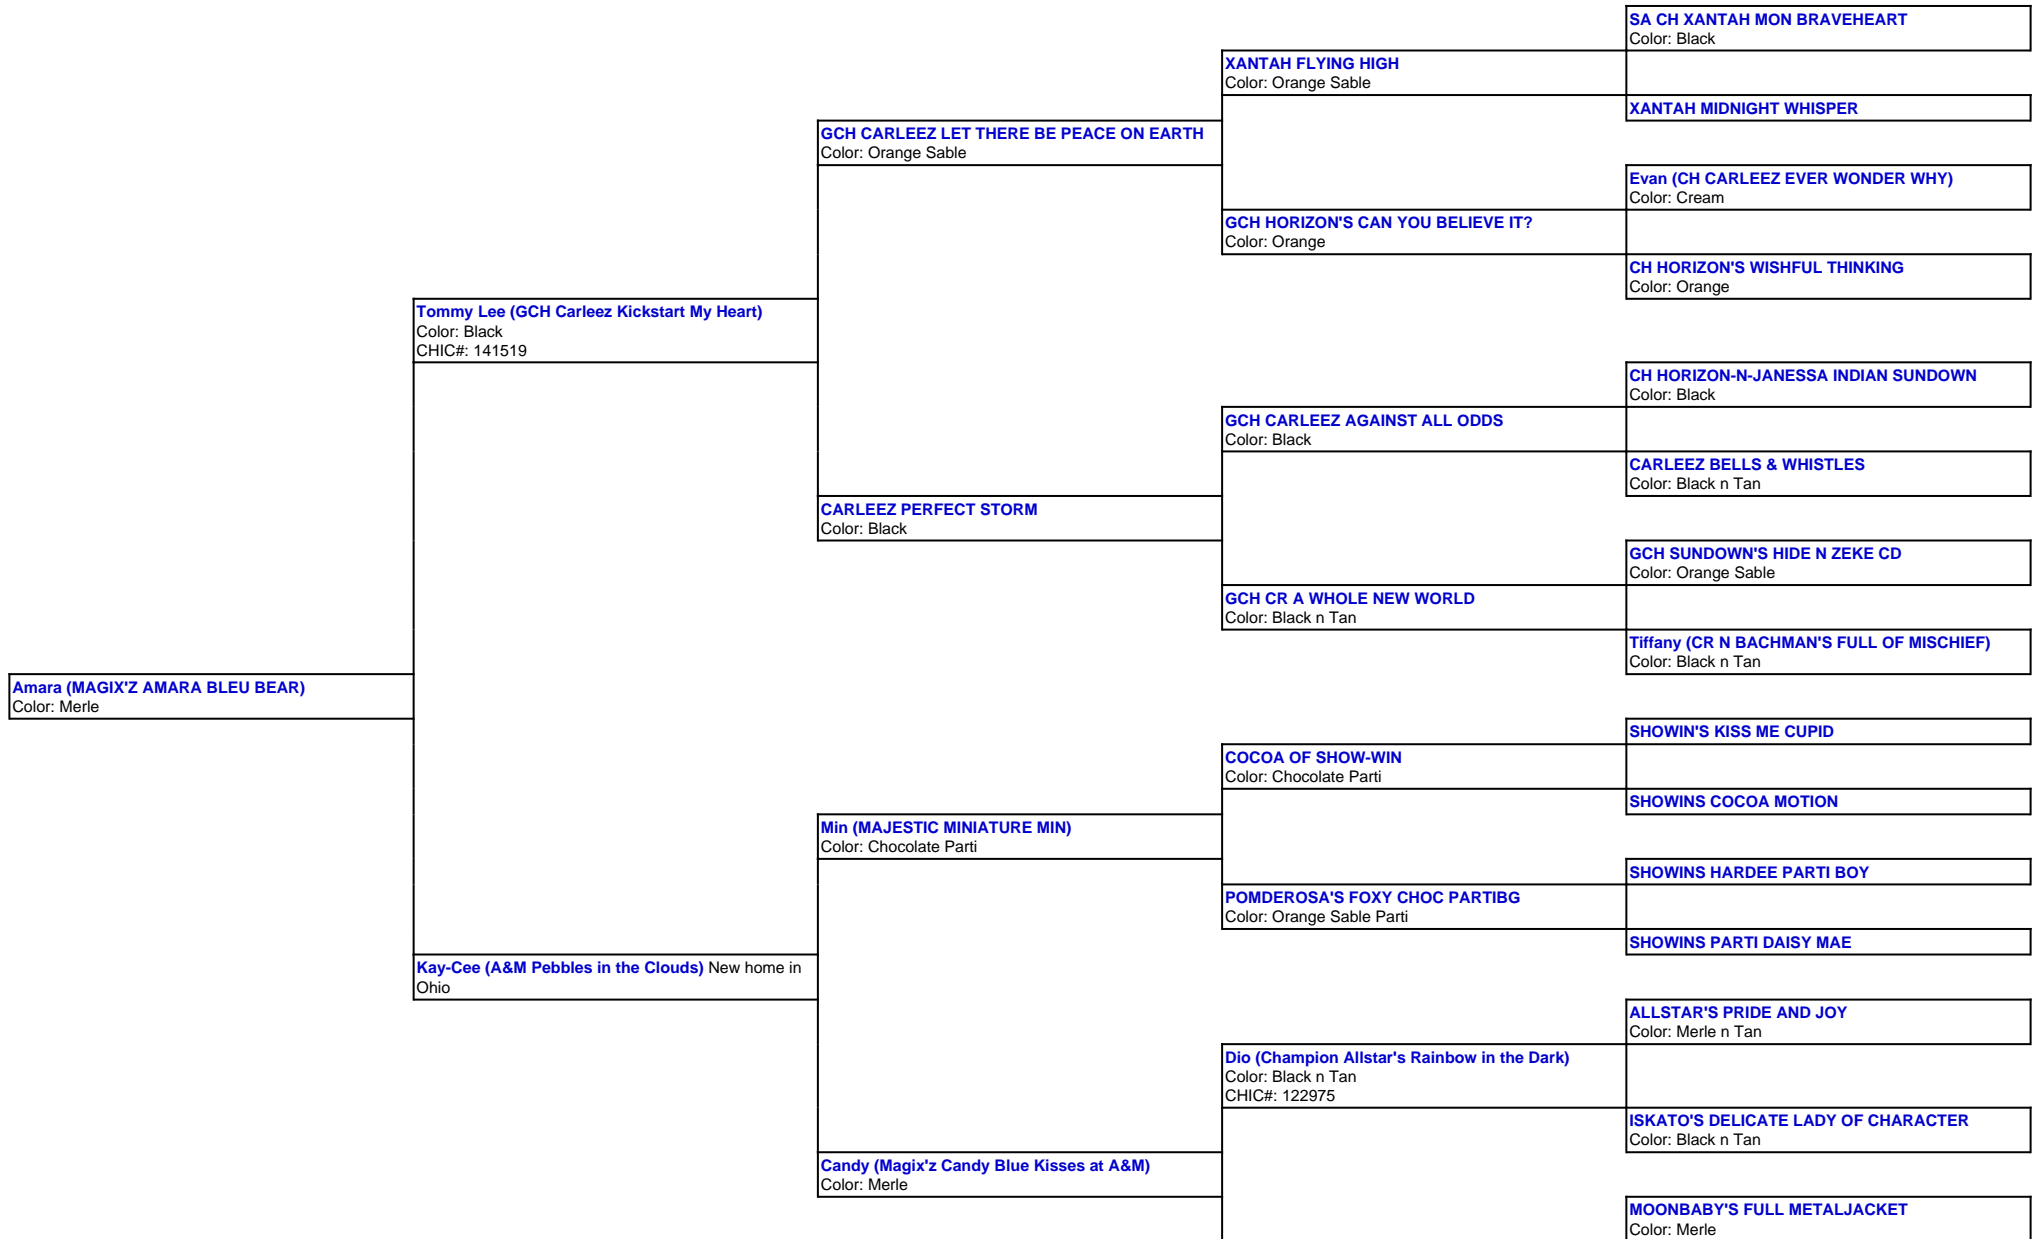 SA CH XANTAH MON BRAVEHEART
Color: Black
XANTAH FLYING HIGH
Color: Orange Sable
XANTAH MIDNIGHT WHISPER
GCH CARLEEZ LET THERE BE PEACE ON EARTH
Color: Orange Sable
Evan (CH CARLEEZ EVER WONDER WHY)
Color: Cream
GCH HORIZON'S CAN YOU BELIEVE IT?
Color: Orange
CH HORIZON'S WISHFUL THINKING
Color: Orange
Tommy Lee (GCH Carleez Kickstart My Heart)
Color: Black
CHIC#: 141519
CH HORIZON-N-JANESSA INDIAN SUNDOWN
Color: Black
GCH CARLEEZ AGAINST ALL ODDS
Color: Black
CARLEEZ BELLS & WHISTLES
Color: Black n Tan
CARLEEZ PERFECT STORM
Color: Black
GCH SUNDOWN'S HIDE N ZEKE CD
Color: Orange Sable
GCH CR A WHOLE NEW WORLD
Color: Black n Tan
Tiffany (CR N BACHMAN'S FULL OF MISCHIEF)
Color: Black n Tan
Amara (MAGIX'Z AMARA BLEU BEAR)
Color: Merle
SHOWIN'S KISS ME CUPID
COCOA OF SHOW-WIN
Color: Chocolate Parti
SHOWINS COCOA MOTION
Min (MAJESTIC MINIATURE MIN)
Color: Chocolate Parti
SHOWINS HARDEE PARTI BOY
POMDEROSA'S FOXY CHOC PARTIBG
Color: Orange Sable Parti
SHOWINS PARTI DAISY MAE
Kay-Cee (A&M Pebbles in the Clouds) New home in
Ohio
ALLSTAR'S PRIDE AND JOY
Color: Merle n Tan
Dio (Champion Allstar's Rainbow in the Dark)
Color: Black n Tan
CHIC#: 122975
ISKATO'S DELICATE LADY OF CHARACTER
Color: Black n Tan
Candy (Magix'z Candy Blue Kisses at A&M)
Color: Merle
MOONBABY'S FULL METALJACKET
Color: Merle